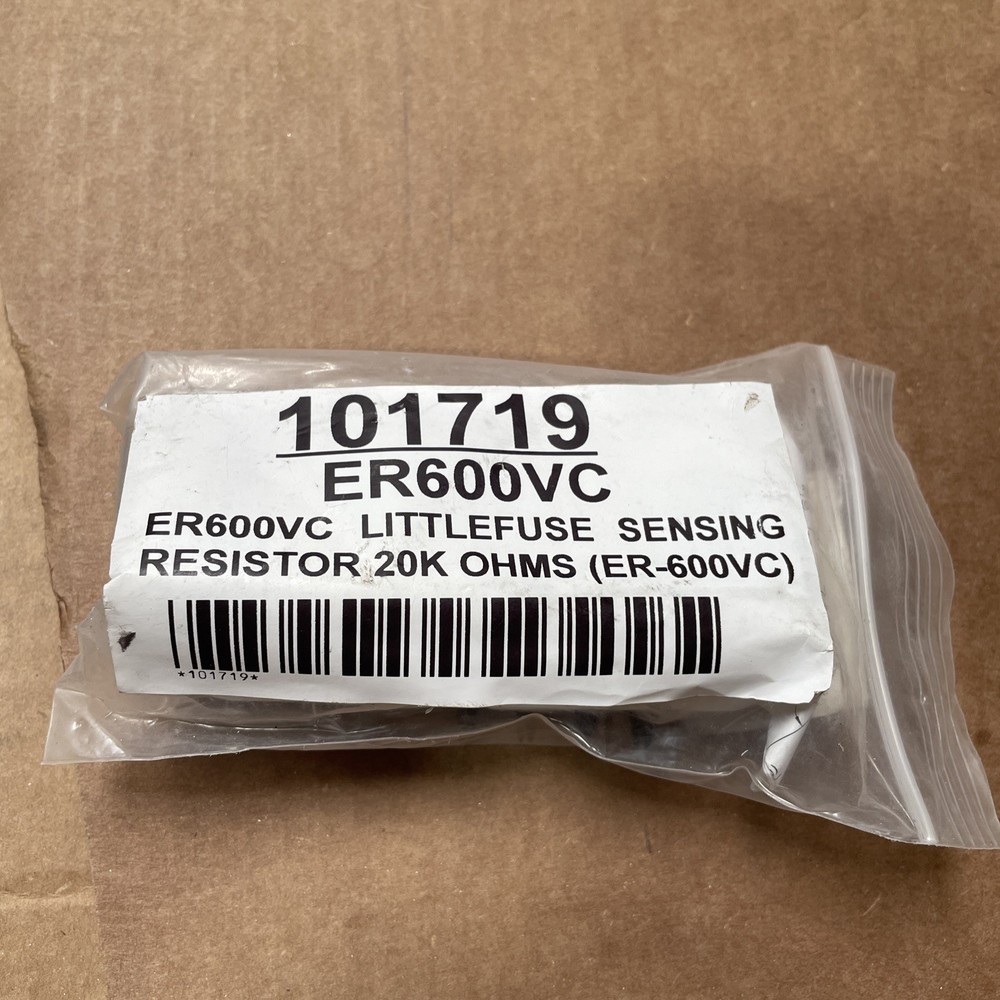 101719
ER600VC
ER600VC LITTLEFUSE SENSING
RESISTOR 20K OHMS (ER-600VC)
*101719*